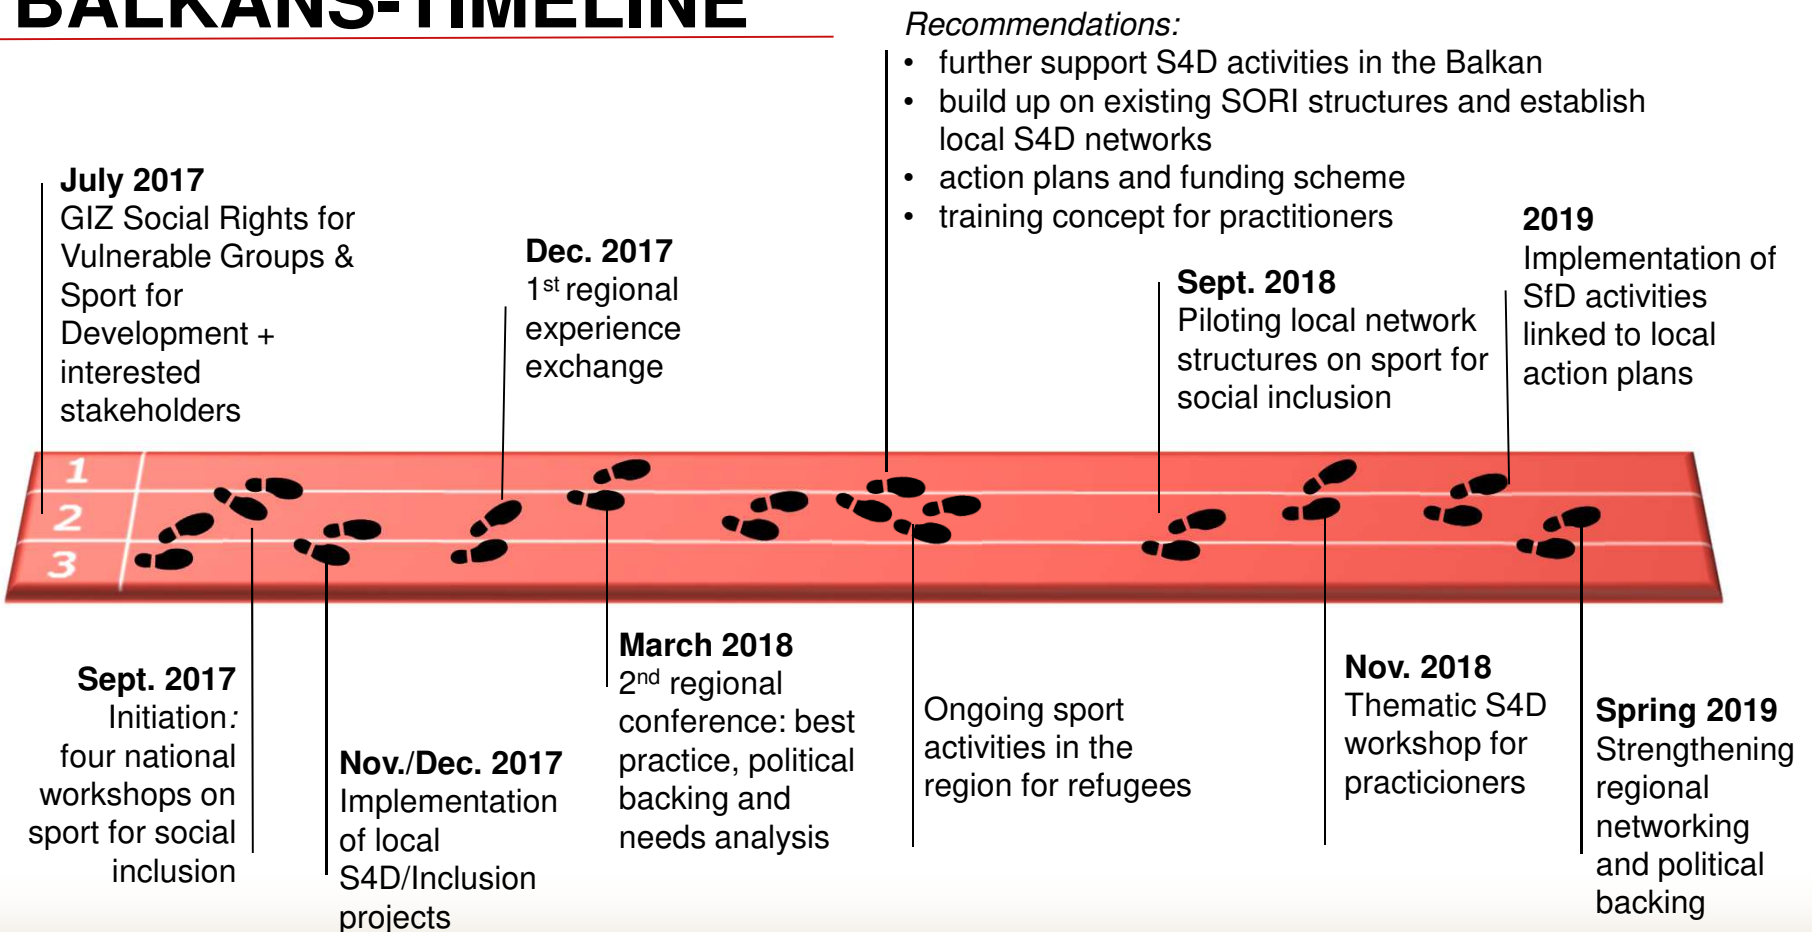 BALKANS-TIMELINE
Recommendations:
• further support S4D activities in the Balkan
• build up on existing SORI structures and establish
local S4D networks
• action plans and funding scheme
• training concept for practitioners
July 2017
GIZ Social Rights for
Vulnerable Groups &
Sport for
Development +
interested
stakeholders
Dec. 2017
1st regional
experience
exchange
Sept. 2018
Piloting local network
structures on sport for
social inclusion
2019
Implementation of
SfD activities
linked to local
action plans
1
2
3
Sept. 2017
Initiation:
four national
workshops on
sport for social
inclusion
Nov./Dec. 2017
Implementation
of local
S4D/Inclusion
projects
March 2018
2nd regional
conference: best
practice, political
backing and
needs analysis
Ongoing sport
activities in the
region for refugees
Nov. 2018
Thematic S4D
workshop for
practicioners
Spring 2019
Strengthening
regional
networking
and political
backing